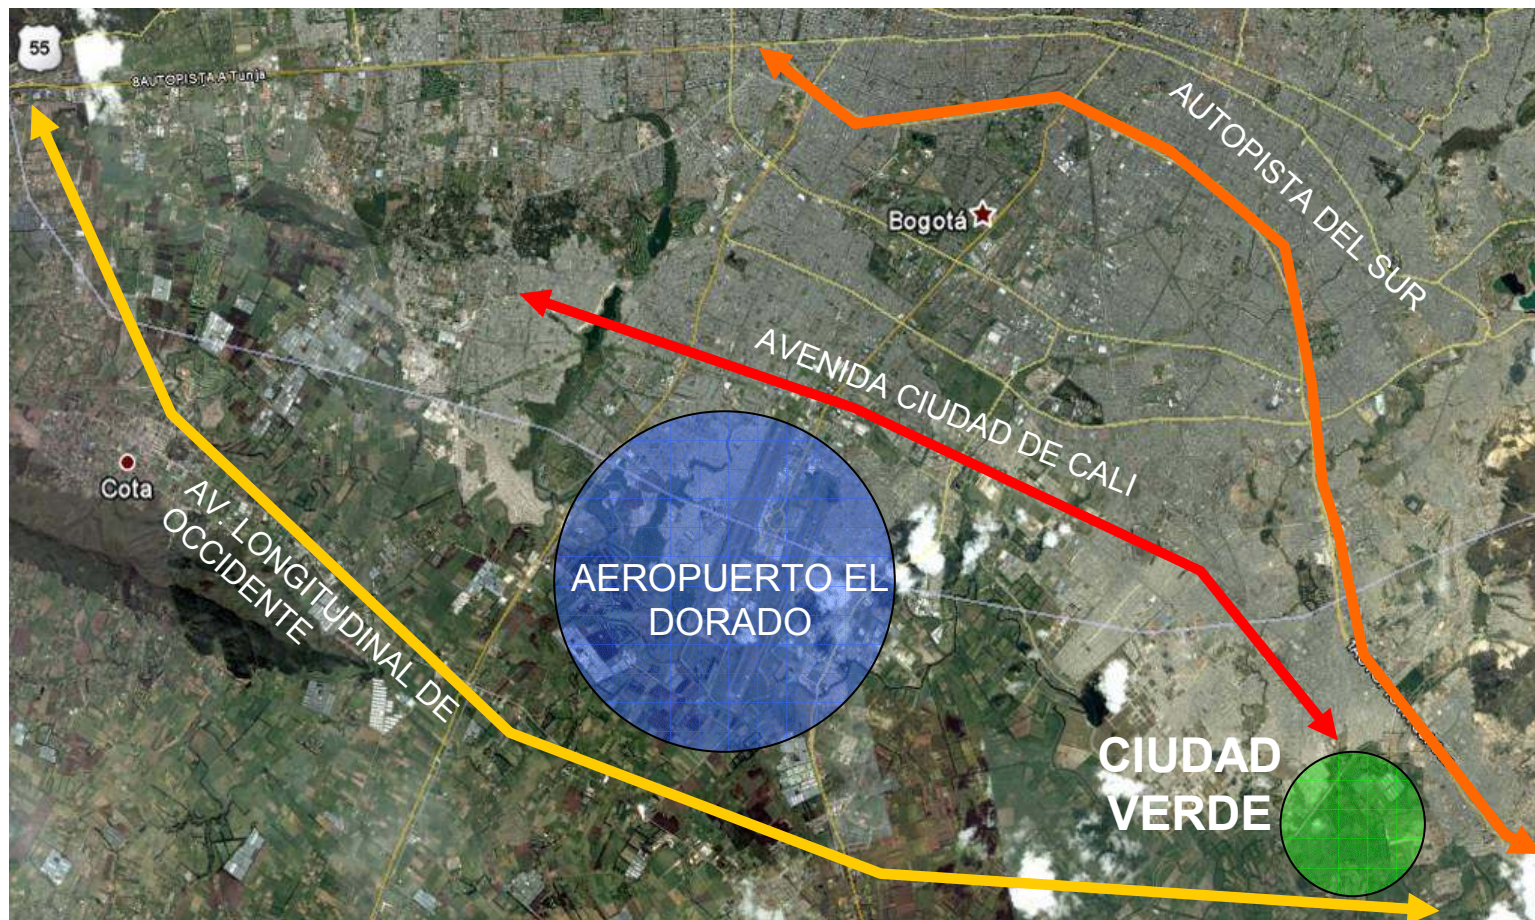 55
8AUTOPISTA A Tunja
AUTOPISTA DEL SUR
Bogotá
AVENIDA CIUDAD DE CALI
Cota
AV. LONGITUDINAL DE
OCCIDENTE
AEROPUERTO EL
DORADO
CIUDAD
VERDE